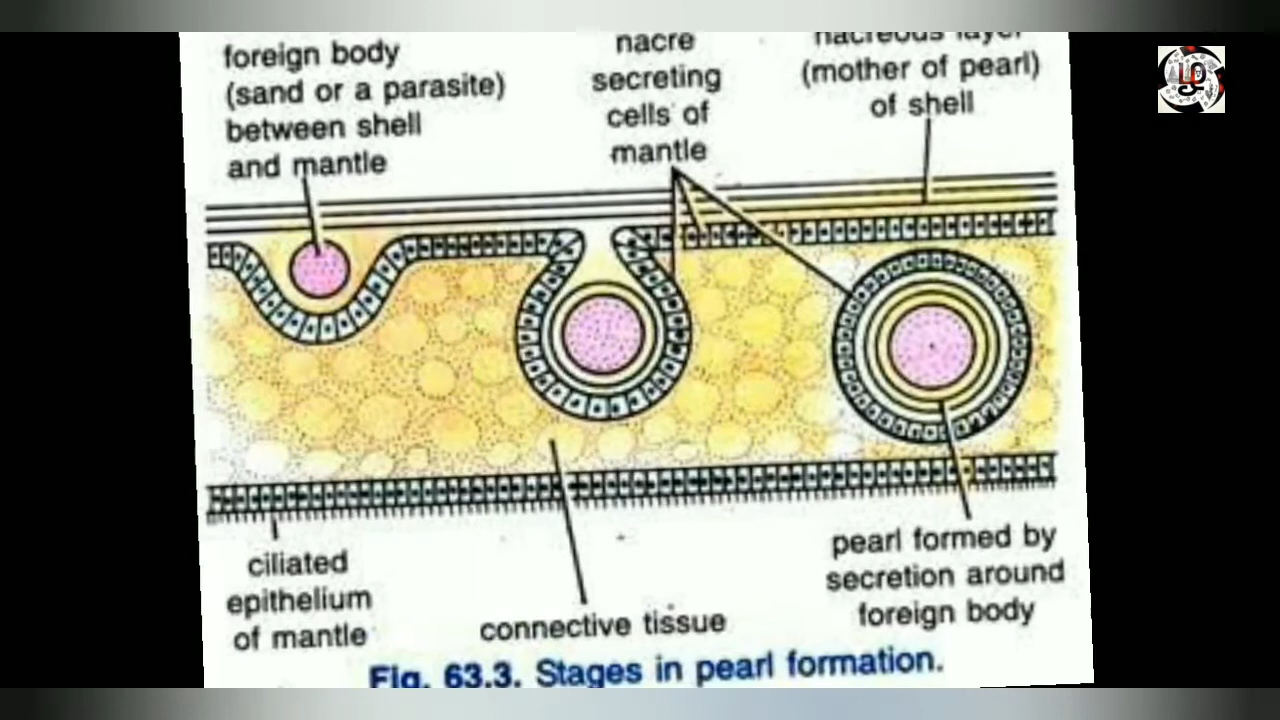 foreign body
(sand or a parasite)
between shell
and mantle
nacre
secreting
cells of
mantle
nacreous layer
(mother of pearl)
of shell
ciliated
epithelium
of mantle
connective tissue
pearl formed by
secretion around
foreign body
Fig. 63.3. Stages in pearl formation.